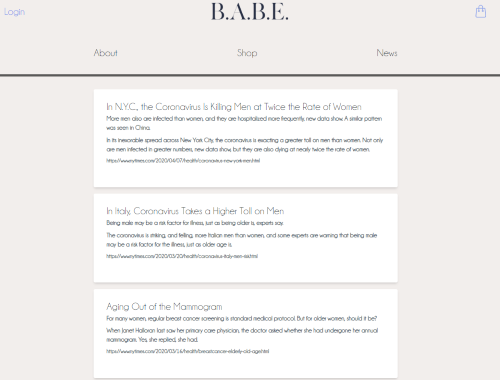 Login
B.A.B.E.
About Shop News
In N.Y.C., the Coronavirus Is Killing Men at Twice the Rate of Women
More men also are infected than women, and they are hospitalized more frequently, new data show. A similar pattern
was seen in China.
In its inexorable spread across New York City, the coronavirus is exacting a greater toll on men than women. Not only
are men infected in greater numbers, new data show, but they are also dying at nearly twice the rate of women.
https://www.nytimes.com/2020/04/07/health/coronavirus-new-york-men.html
In Italy, Coronavirus Takes a Higher Toll on Men
Being male may be a risk factor for illness, just as being older is, experts say.
The coronavirus is striking, and felling, more Italian men than women, and some experts are warning that being male
may be a risk factor for the illness, just as older age is.
https://www.nytimes.com/2020/03/20/health/coronavirus-italy-men-risk.html
Aging Out of the Mammogram
For many women, regular breast cancer screening is standard medical protocol. But for older women, should it be?
When Janet Halloran last saw her primary care physician, the doctor asked whether she had undergone her annual
mammogram. Yes, she replied, she had.
https://www.nytimes.com/2020/03/16/health/breastcancer-elderly-old-age.html